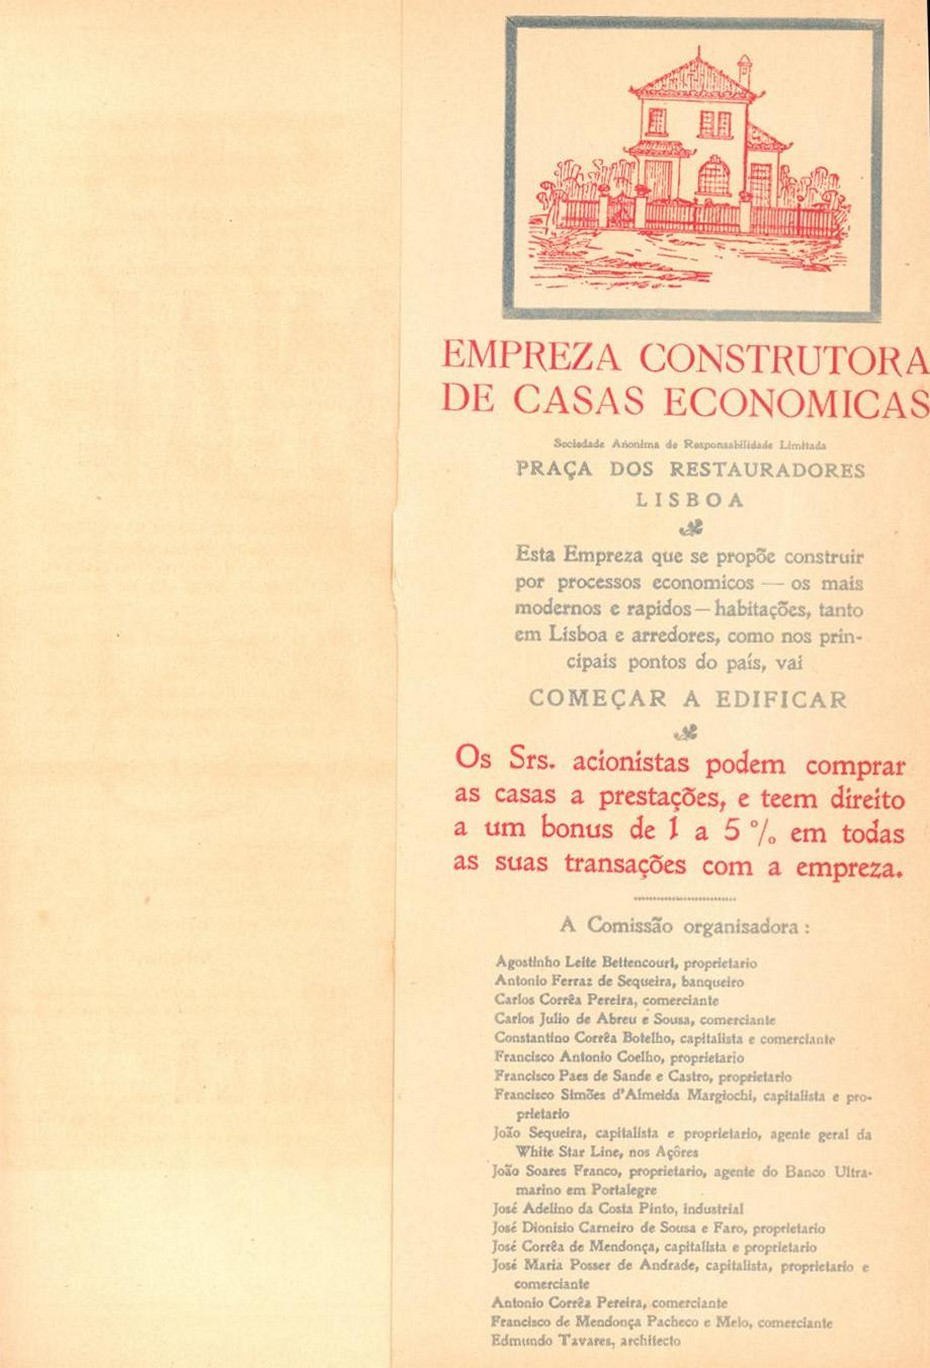 EMPREZA CONSTRUTORA
DE CASAS ECONOMICAS
Sociedade Anonima de Responsabilidade Limitada
PRAÇA DOS RESTAURADORES
LISBOA
Esta Empreza que se propõe construir
por processos economicos — os mais
modernos e rapidos — habitações, tanto
em Lisboa e arredores, como nos prin-
cipais pontos do país, vai
COMEÇAR A EDIFICAR
Os Srs. acionistas podem comprar
as casas a prestações, e teem direito
a um bonus de 1 a 5 % em todas
as suas transações com a empreza.
A Comissão organisadora :
Agostinho Leite Bettencourt, proprietario
Antonio Ferraz de Sequeira, banqueiro
Carlos Corrêa Pereira, comerciante
Carlos Julio de Abreu e Sousa, comerciante
Constantino Corrêa Botelho, capitalista e comerciante
Francisco Antonio Coelho, proprietario
Francisco Paes de Sande e Castro, proprietario
Francisco Simões d'Almeida Margiochi, capitalista e pro-
prietario
João Sequeira, capitalista e proprietario, agente geral da
White Star Line, nos Açôres
João Soares Franco, proprietario, agente do Banco Ultra-
marino em Portalegre
José Adelino da Costa Pinto, industrial
José Dionisio Carneiro de Sousa e Faro, proprietario
José Corrêa de Mendonça, capitalista e proprietario
José Maria Posser de Andrade, capitalista, proprietario e
comerciante
Antonio Corrêa Pereira, comerciante
Francisco de Mendonça Pacheco e Melo, comerciante
Edmundo Tavares, architecto